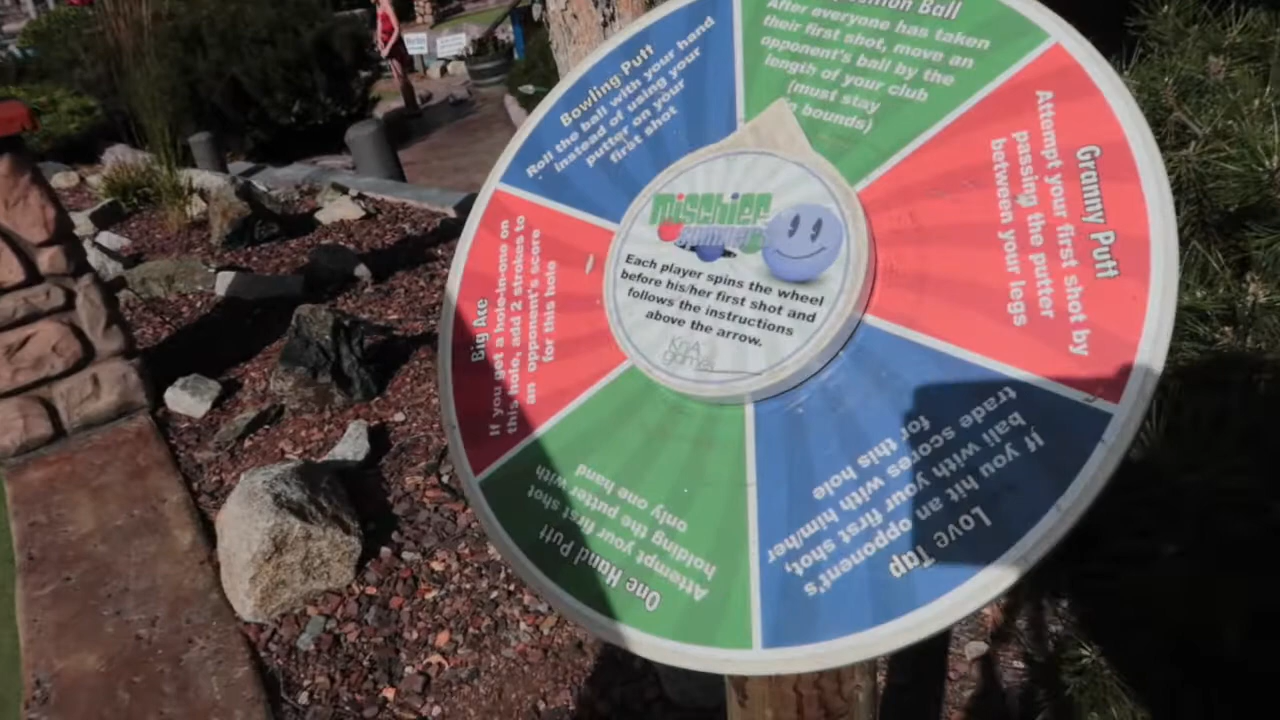 Ball
After everyone has taken
their first shot, move an
opponent's ball by the
length of your club
(must stay
bounds)
Granny Putt
Attempt your first shot by
passing the putter
between your legs
Love Tap
If you hit an opponent's
ball with your first shot,
trade scores with him/her
for this hole
One Hand Putt
Attempt your first shot
holding the putter with
only one hand
Big Ace
If you get a hole-in-one on
this hole, add 2 strokes to
an opponent's score
for this hole
Bowling Putt
Roll the ball with your hand
instead of using your
putter on your
first shot
mischief
Each player spins the wheel
before his/her first shot and
follows the instructions
above the arrow.
games